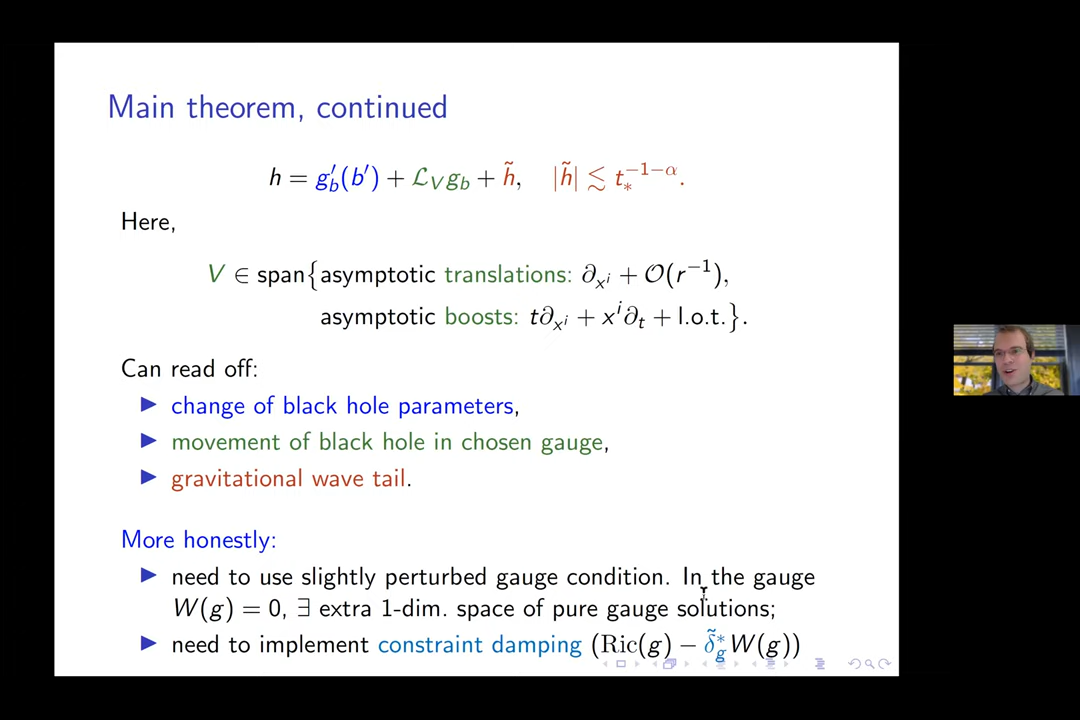 Main theorem, continued
h = g′_b(b′) + ℒ_V g_b + h̃, |h̃| ≲ t_*^{−1−α}.
Here,
V ∈ span{asymptotic translations: ∂_{x^i} + 𝒪(r^{−1}),
asymptotic boosts: t∂_{x^i} + x^i∂_t + l.o.t.}.
Can read off:
▶ change of black hole parameters,
▶ movement of black hole in chosen gauge,
▶ gravitational wave tail.
More honestly:
▶ need to use slightly perturbed gauge condition. In the gauge
W(g) = 0, ∃ extra 1-dim. space of pure gauge solutions;
▶ need to implement constraint damping (Ric(g) − δ̃_g^* W(g))